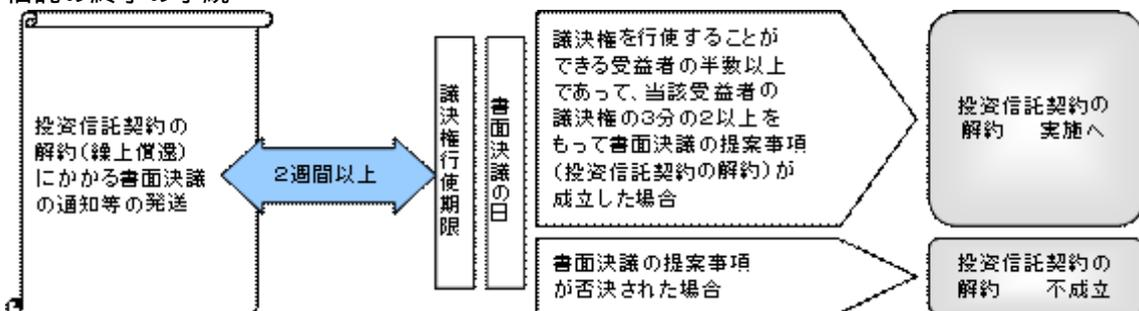 投資信託契約の
解約(繰上償還)
にかかる書面決議
の通知等の発送
2週間以上
議決権行使期限
書面決議の日
議決権を行使することが
できる受益者の半数以上
であって、当該受益者の
議決権の3分の2以上を
もって書面決議の提案事項
(投資信託契約の解約)が
成立した場合
投資信託契約の
解約　実施へ
書面決議の提案事項
が否決された場合
投資信託契約の
解約　不成立